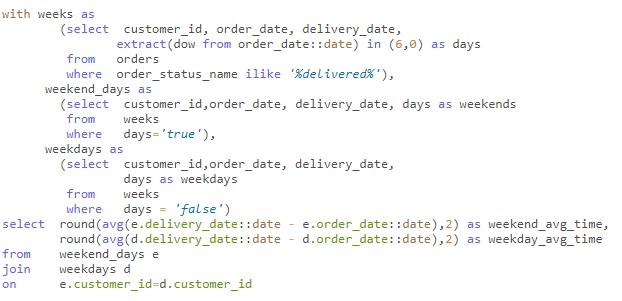 with weeks as
(select customer_id, order_date, delivery_date,
extract(dow from order_date::date) in (6,0) as days
from orders
where order_status_name ilike '%delivered%'),
weekend_days as
(select customer_id,order_date, delivery_date, days as weekends
from weeks
where days='true'),
weekdays as
(select customer_id,order_date, delivery_date,
days as weekdays
from weeks
where days = 'false')
select round(avg(e.delivery_date::date - e.order_date::date),2) as weekend_avg_time,
round(avg(d.delivery_date::date - d.order_date::date),2) as weekday_avg_time
from weekend_days e
join weekdays d
on e.customer_id=d.customer_id